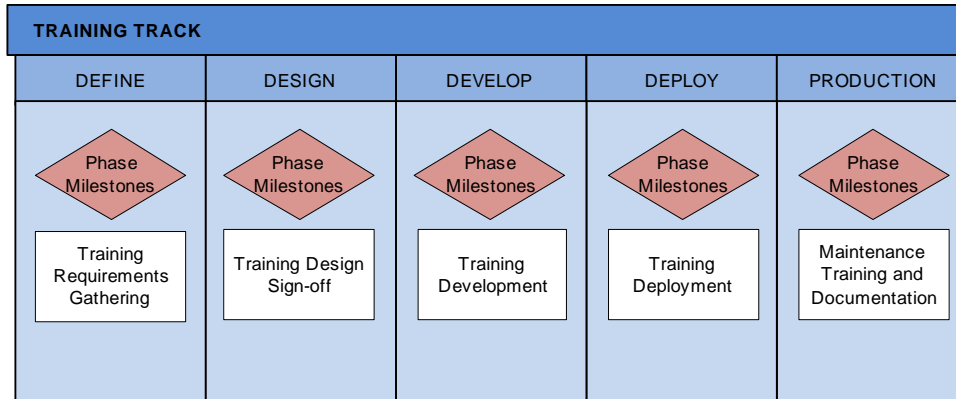 TRAINING TRACK
DEFINE
DESIGN
DEVELOP
DEPLOY
PRODUCTION
Phase
Milestones
Phase
Milestones
Phase
Milestones
Phase
Milestones
Phase
Milestones
Training
Requirements
Gathering
Training Design
Sign-off
Training
Development
Training
Deployment
Maintenance
Training and
Documentation